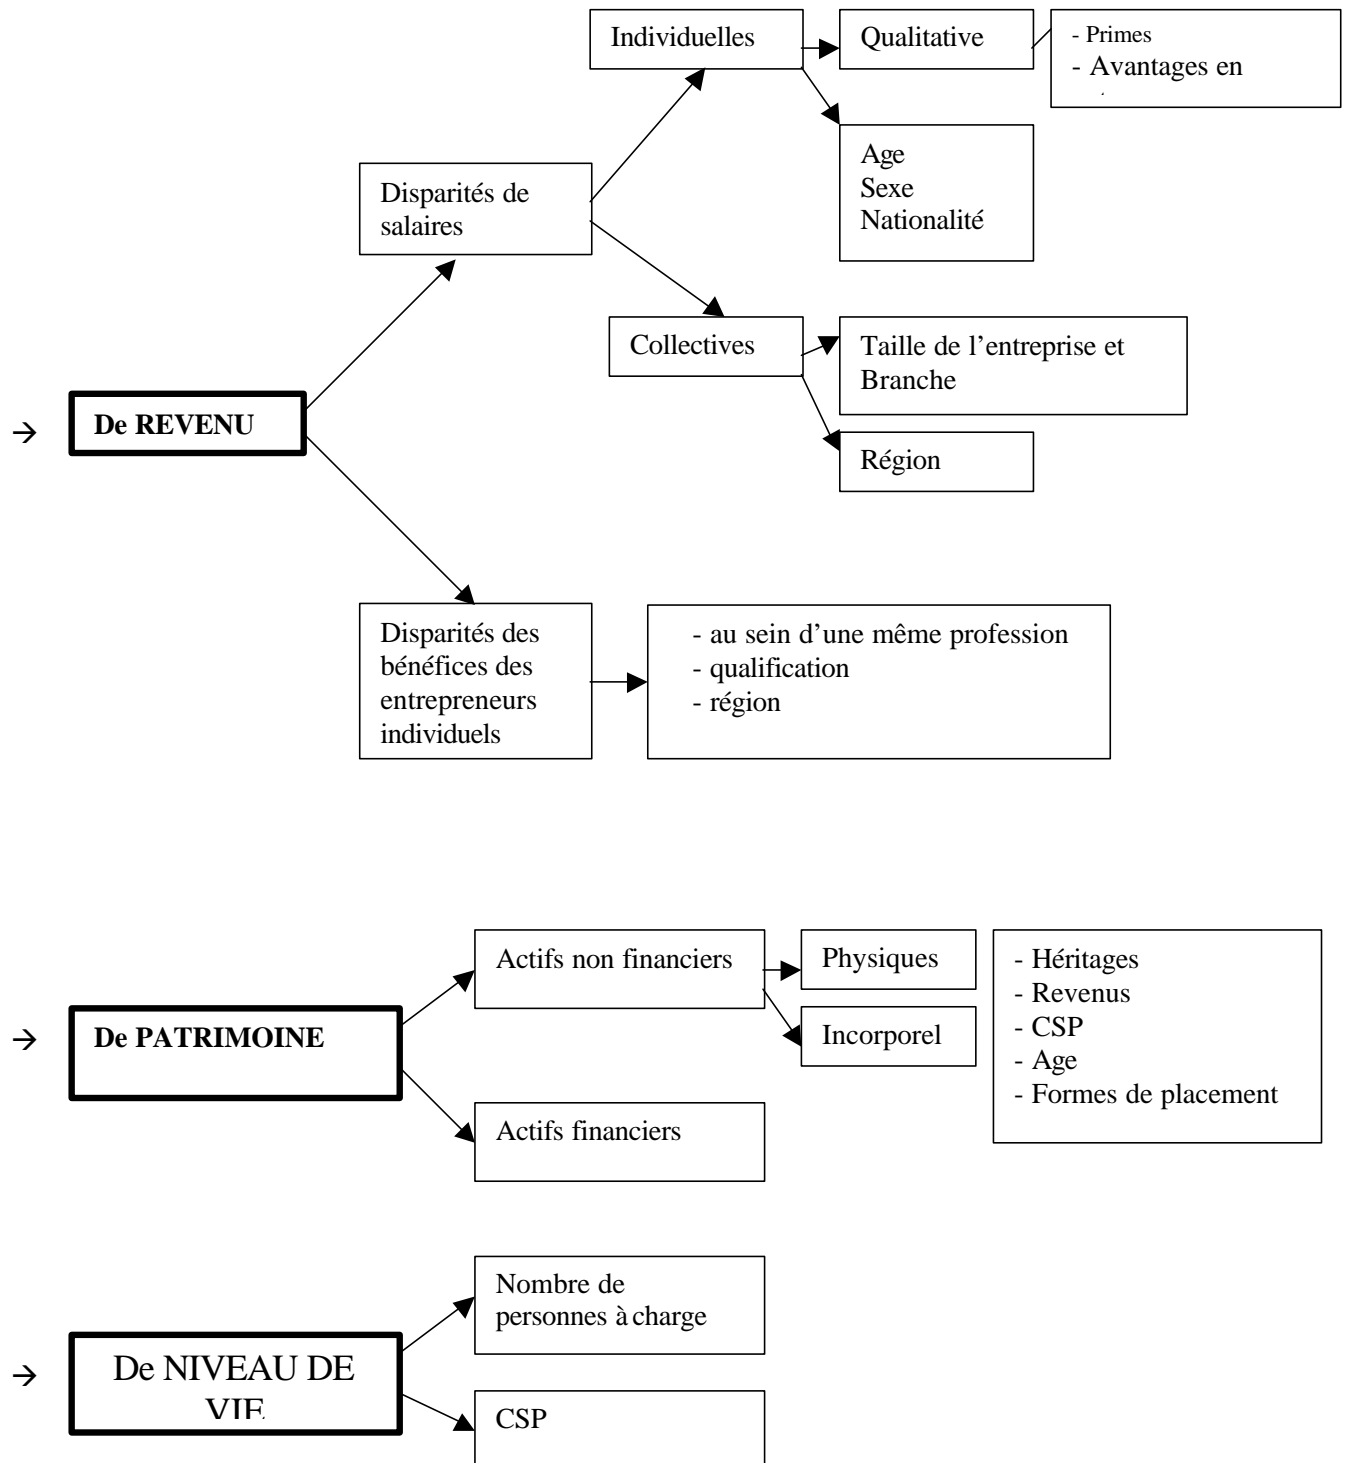 Individuelles
Qualitative
- Primes
- Avantages en
Age
Sexe
Nationalité
Disparités de
salaires
Collectives
Taille de l’entreprise et
Branche
→ De REVENU
Région
Disparités des
bénéfices des
entrepreneurs
individuels
- au sein d’une même profession
- qualification
- région
Actifs non financiers
Physiques
Incorporel
- Héritages
- Revenus
- CSP
- Age
- Formes de placement
→ De PATRIMOINE
Actifs financiers
Nombre de
personnes à charge
→ De NIVEAU DE
VIE
CSP